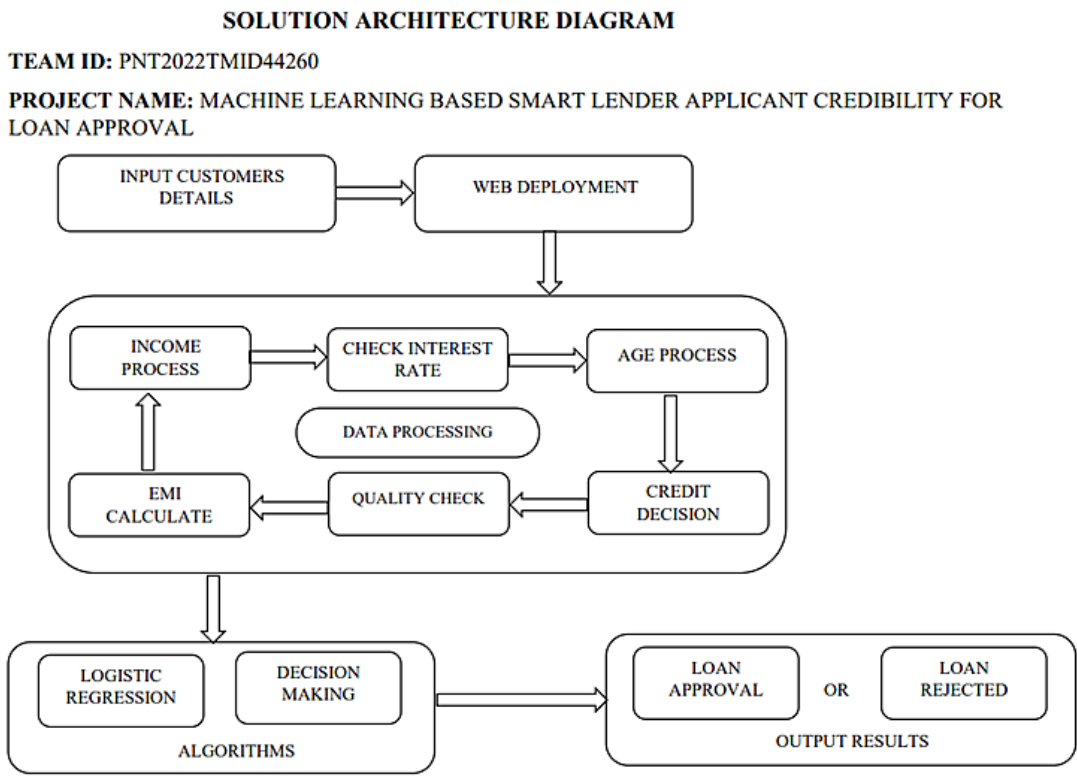 SOLUTION ARCHITECTURE DIAGRAM
TEAM ID: PNT2022TMID44260
PROJECT NAME: MACHINE LEARNING BASED SMART LENDER APPLICANT CREDIBILITY FOR
LOAN APPROVAL
INPUT CUSTOMERS
DETAILS
WEB DEPLOYMENT
INCOME
PROCESS
CHECK INTEREST
RATE
AGE PROCESS
DATA PROCESSING
EMI
CALCULATE
QUALITY CHECK
CREDIT
DECISION
LOGISTIC
REGRESSION
DECISION
MAKING
ALGORITHMS
LOAN
APPROVAL
OR
LOAN
REJECTED
OUTPUT RESULTS